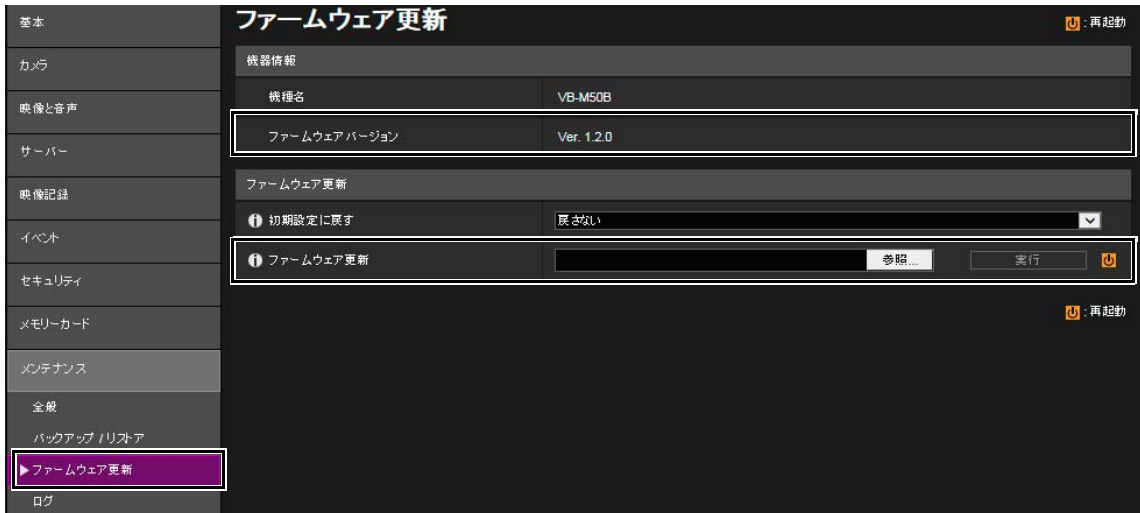 基本
カメラ
映像と音声
サーバー
映像記録
イベント
セキュリティ
メモリーカード
メンテナンス
全般
バックアップ / リストア
▶ファームウェア更新
ログ
ファームウェア更新
:再起動
機器情報
機種名 VB-M50B
ファームウェアバージョン Ver. 1.2.0
ファームウェア更新
初期設定に戻す 戻さない
ファームウェア更新 参照... 実行
:再起動